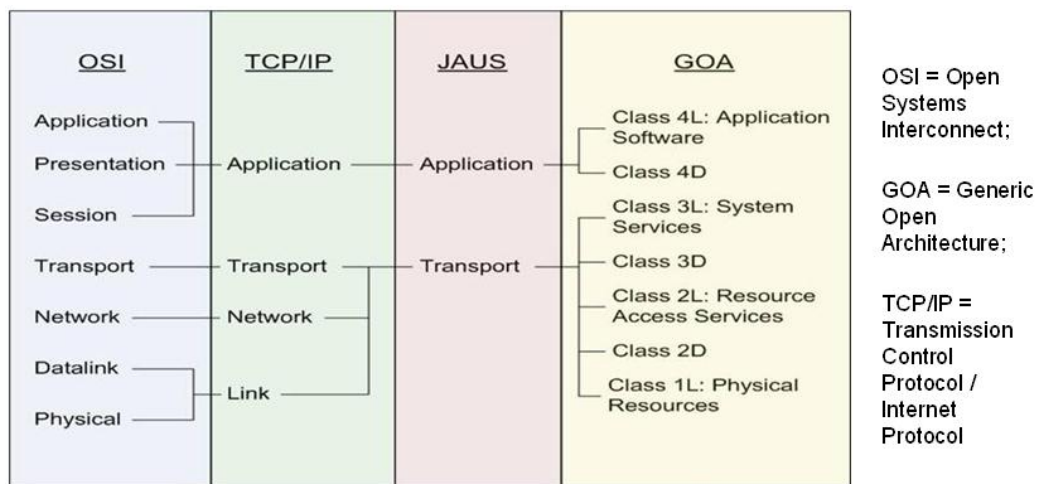 OSI
Application
Presentation
Session
Transport
Network
Datalink
Physical
TCP/IP
Application
Transport
Network
Link
JAUS
Application
Transport
GOA
Class 4L: Application
Software
Class 4D
Class 3L: System
Services
Class 3D
Class 2L: Resource
Access Services
Class 2D
Class 1L: Physical
Resources
OSI = Open
Systems
Interconnect;
GOA = Generic
Open
Architecture;
TCP/IP =
Transmission
Control
Protocol /
Internet
Protocol